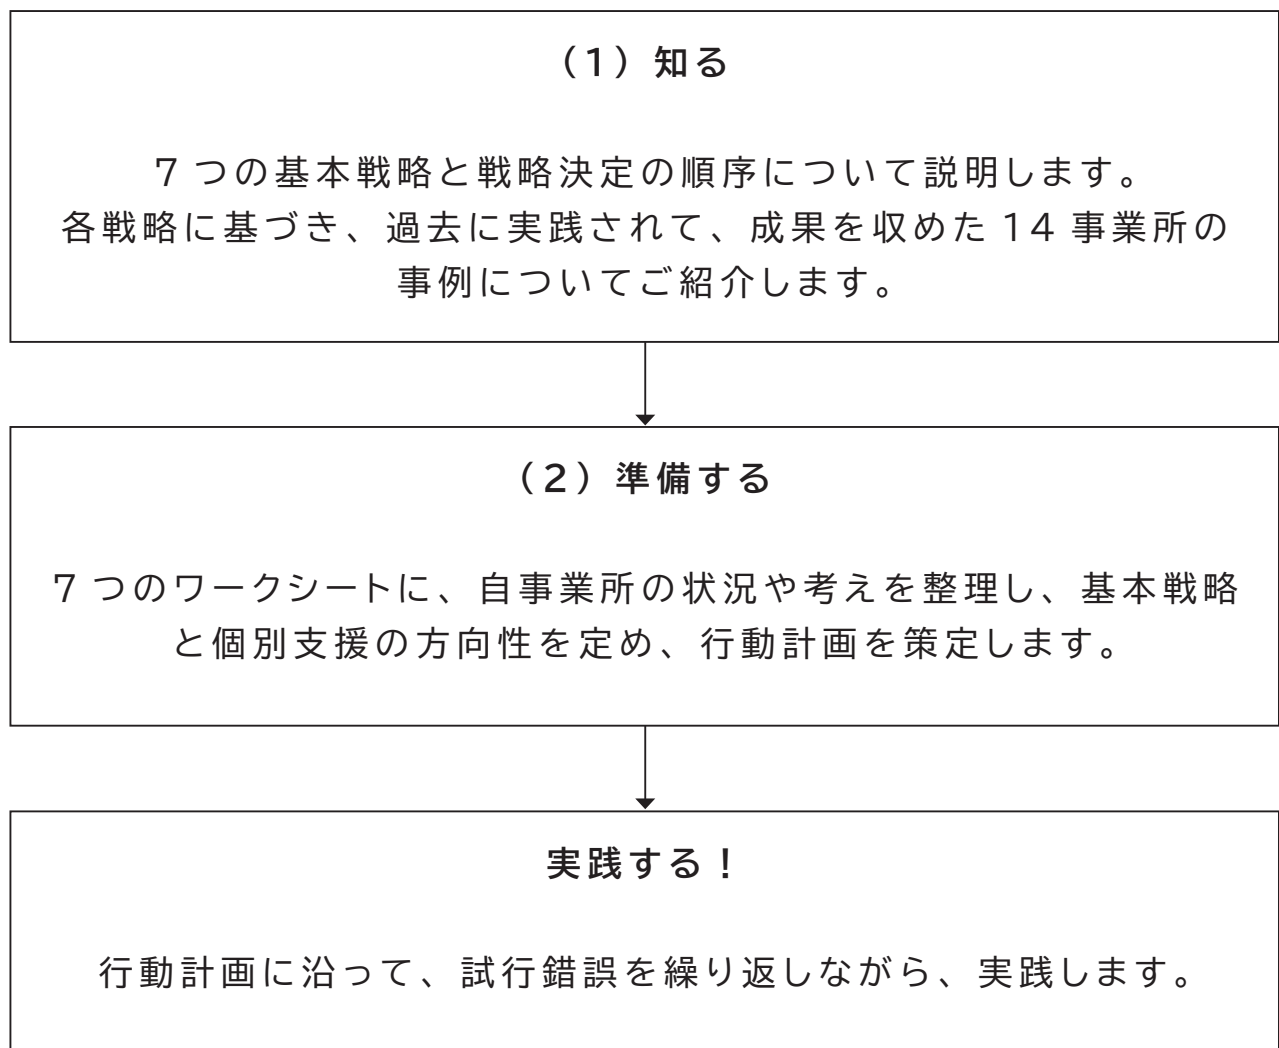 （1）知る
7つの基本戦略と戦略決定の順序について説明します。
各戦略に基づき、過去に実践されて、成果を収めた14事業所の
事例についてご紹介します。
（2）準備する
7つのワークシートに、自事業所の状況や考えを整理し、基本戦略
と個別支援の方向性を定め、行動計画を策定します。
実践する！
行動計画に沿って、試行錯誤を繰り返しながら、実践します。